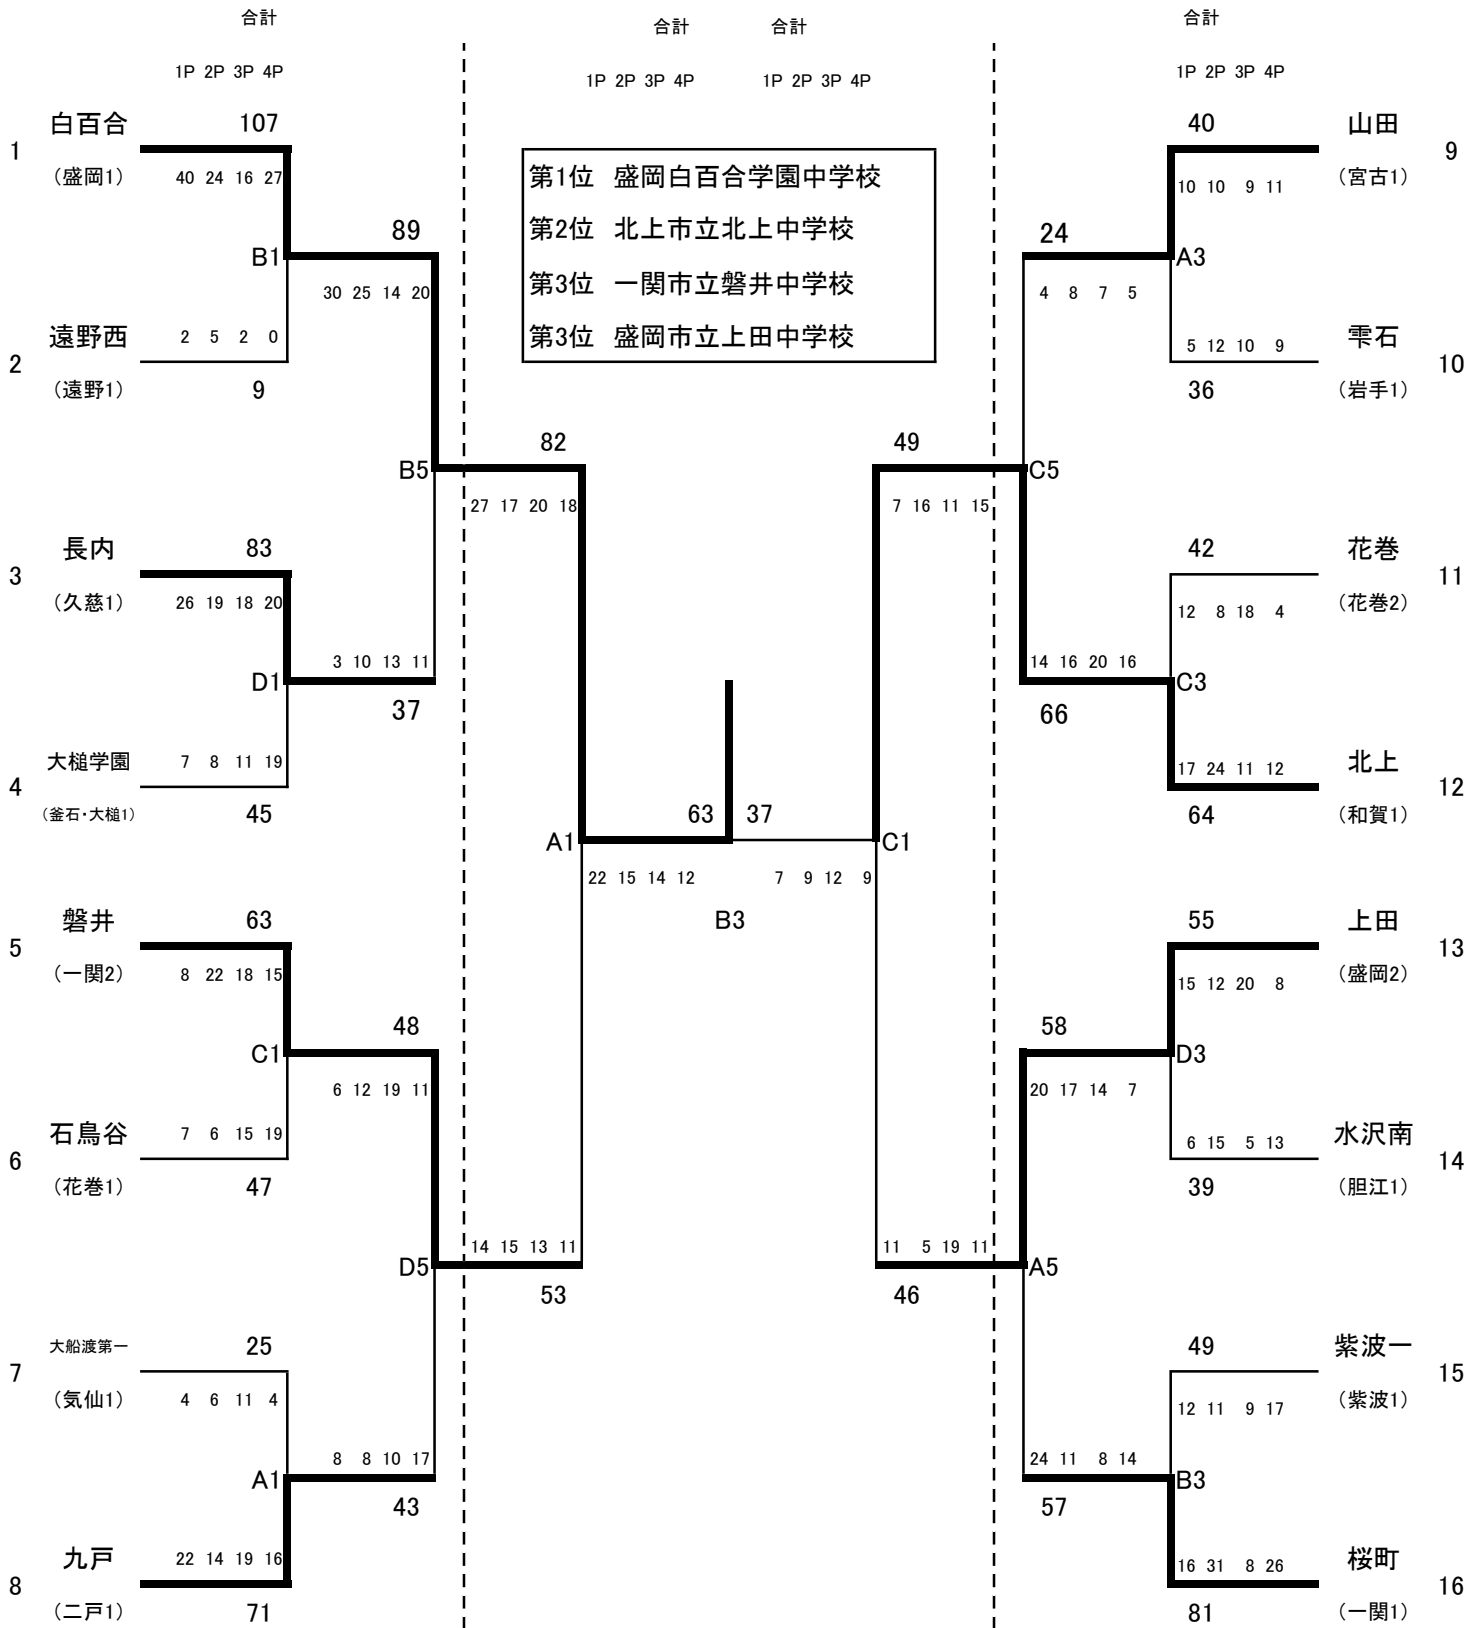 合計 合計 合計 合計
1P 2P 3P 4P 1P 2P 3P 4P 1P 2P 3P 4P 1P 2P 3P 4P
第1位 盛岡白百合学園中学校
第2位 北上市立北上中学校
第3位 一関市立磐井中学校
第3位 盛岡市立上田中学校
1 白百合 107
(盛岡1) 40 24 16 27
B1
89
30 25 14 20
2 遠野西 2 5 2 0
(遠野1) 9
B5
82
27 17 20 18
3 長内 83
(久慈1) 26 19 18 20
D1
3 10 13 11
37
4 大槌学園 7 8 11 19
(釜石・大槌1) 45
A1
63
22 15 14 12
5 磐井 63
(一関2) 8 22 18 15
C1
48
6 12 19 11
6 石鳥谷 7 6 15 19
(花巻1) 47
D5
14 15 13 11
53
7 大船渡第一 25
(気仙1) 4 6 11 4
A1
8 8 10 17
43
8 九戸 22 14 19 16
(二戸1) 71
B3
40 山田 9
10 10 9 11 (宮古1)
24
A3
4 8 7 5
5 12 10 9 雫石 10
36 (岩手1)
49
C5
7 16 11 15
42 花巻 11
12 8 18 4 (花巻2)
14 16 20 16
C3
66
17 24 11 12 北上 12
64 (和賀1)
37
C1
7 9 12 9
55 上田 13
15 12 20 8 (盛岡2)
58
D3
20 17 14 7
6 15 5 13 水沢南 14
39 (胆江1)
11 5 19 11
A5
46
49 紫波一 15
12 11 9 17 (紫波1)
24 11 8 14
B3
57
16 31 8 26 桜町 16
81 (一関1)